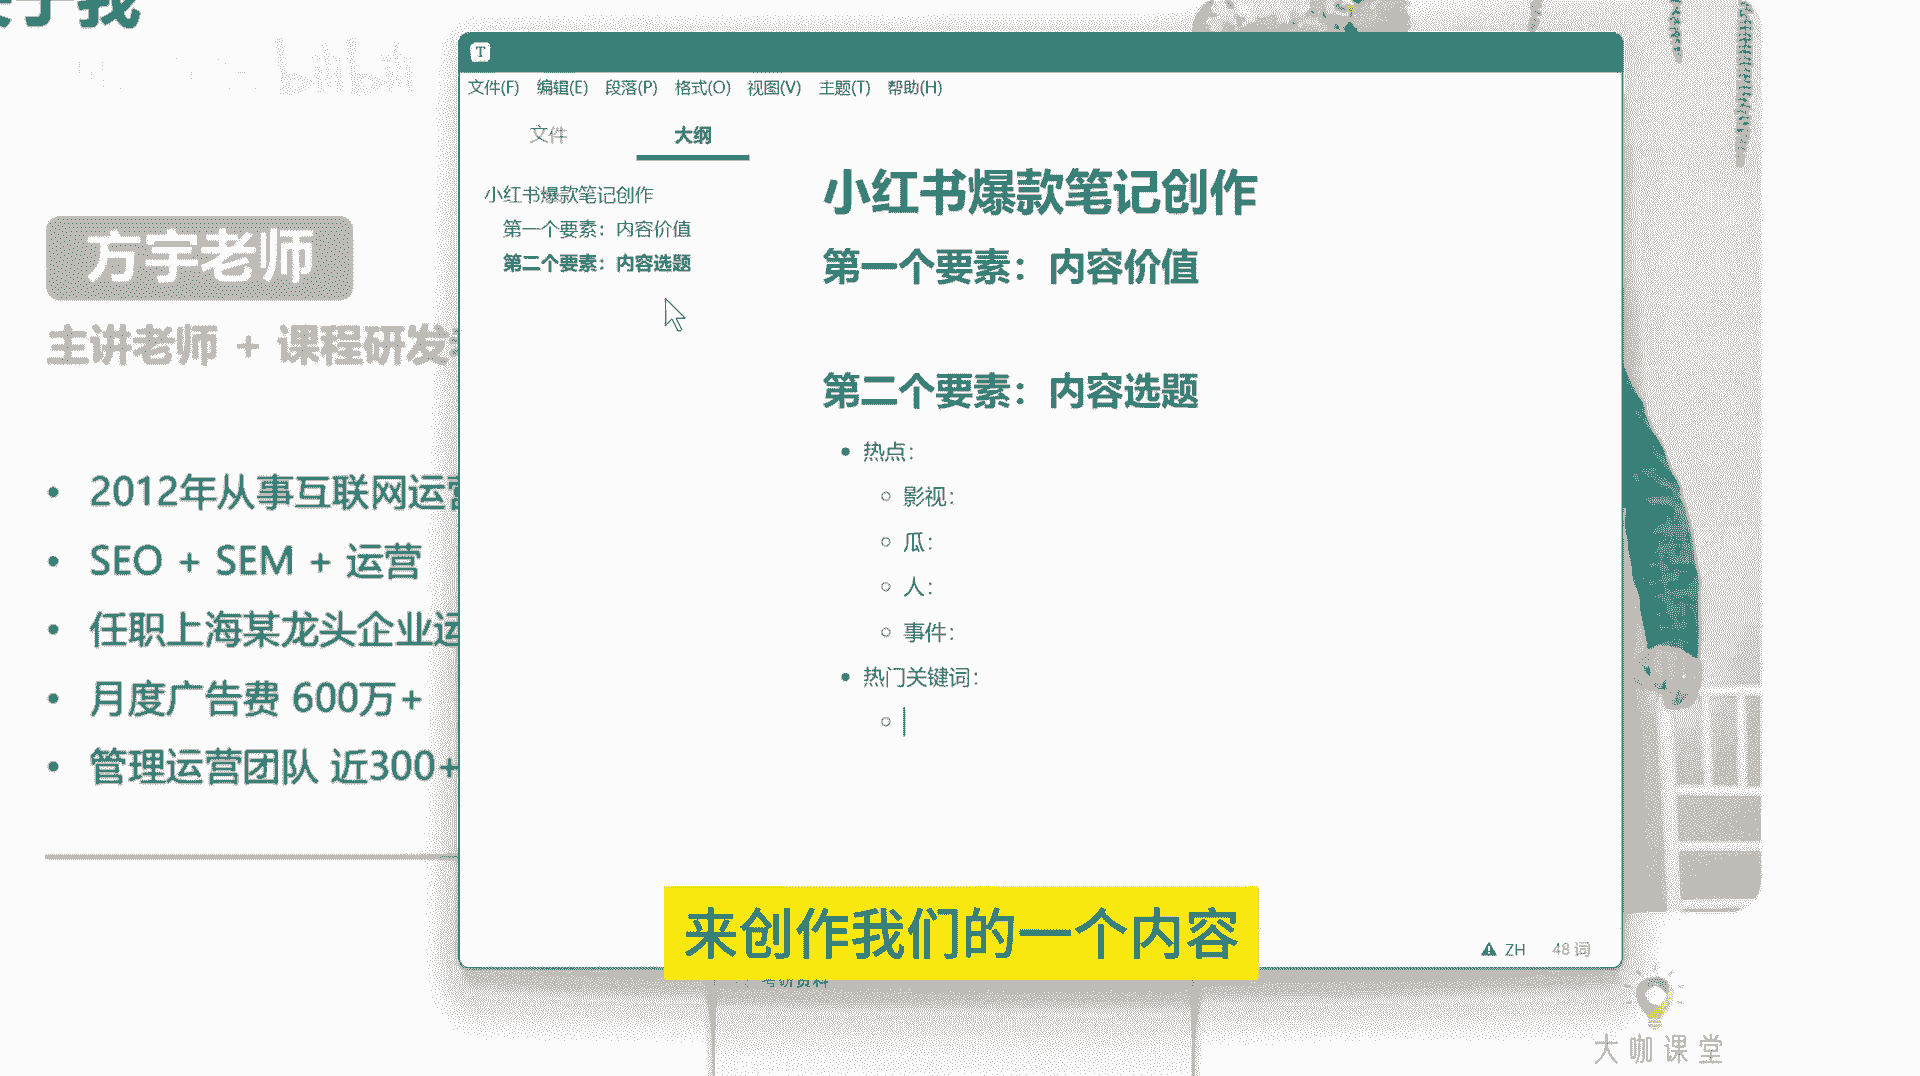 关于我
bilibili
方宇老师
主讲老师 + 课程研发
2012年从事互联网运营
SEO + SEM + 运营
任职上海某龙头企业运
月度广告费 600万+
管理运营团队 近300+
T
文件(F) 编辑(E) 段落(P) 格式(O) 视图(V) 主题(T) 帮助(H)
文件 大纲
小红书爆款笔记创作
第一个要素：内容价值
第二个要素：内容选题
小红书爆款笔记创作
第一个要素：内容价值
第二个要素：内容选题
热点：
影视：
瓜：
人：
事件：
热门关键词：
ZH 48 词
来创作我们的一个内容
考研资料
大咖课堂